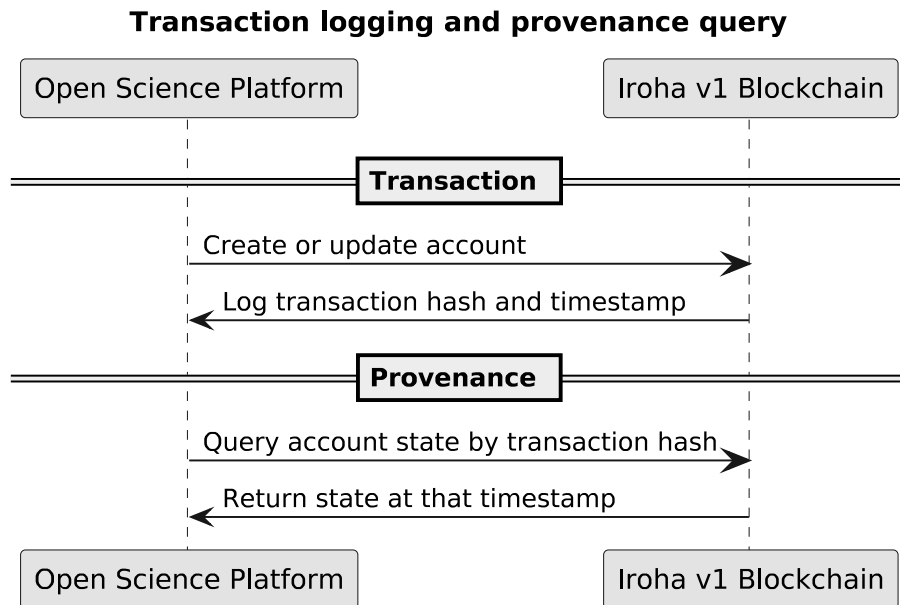 Transaction logging and provenance query
Open Science Platform
Iroha v1 Blockchain
Transaction
Create or update account
Log transaction hash and timestamp
Provenance
Query account state by transaction hash
Return state at that timestamp
Open Science Platform
Iroha v1 Blockchain